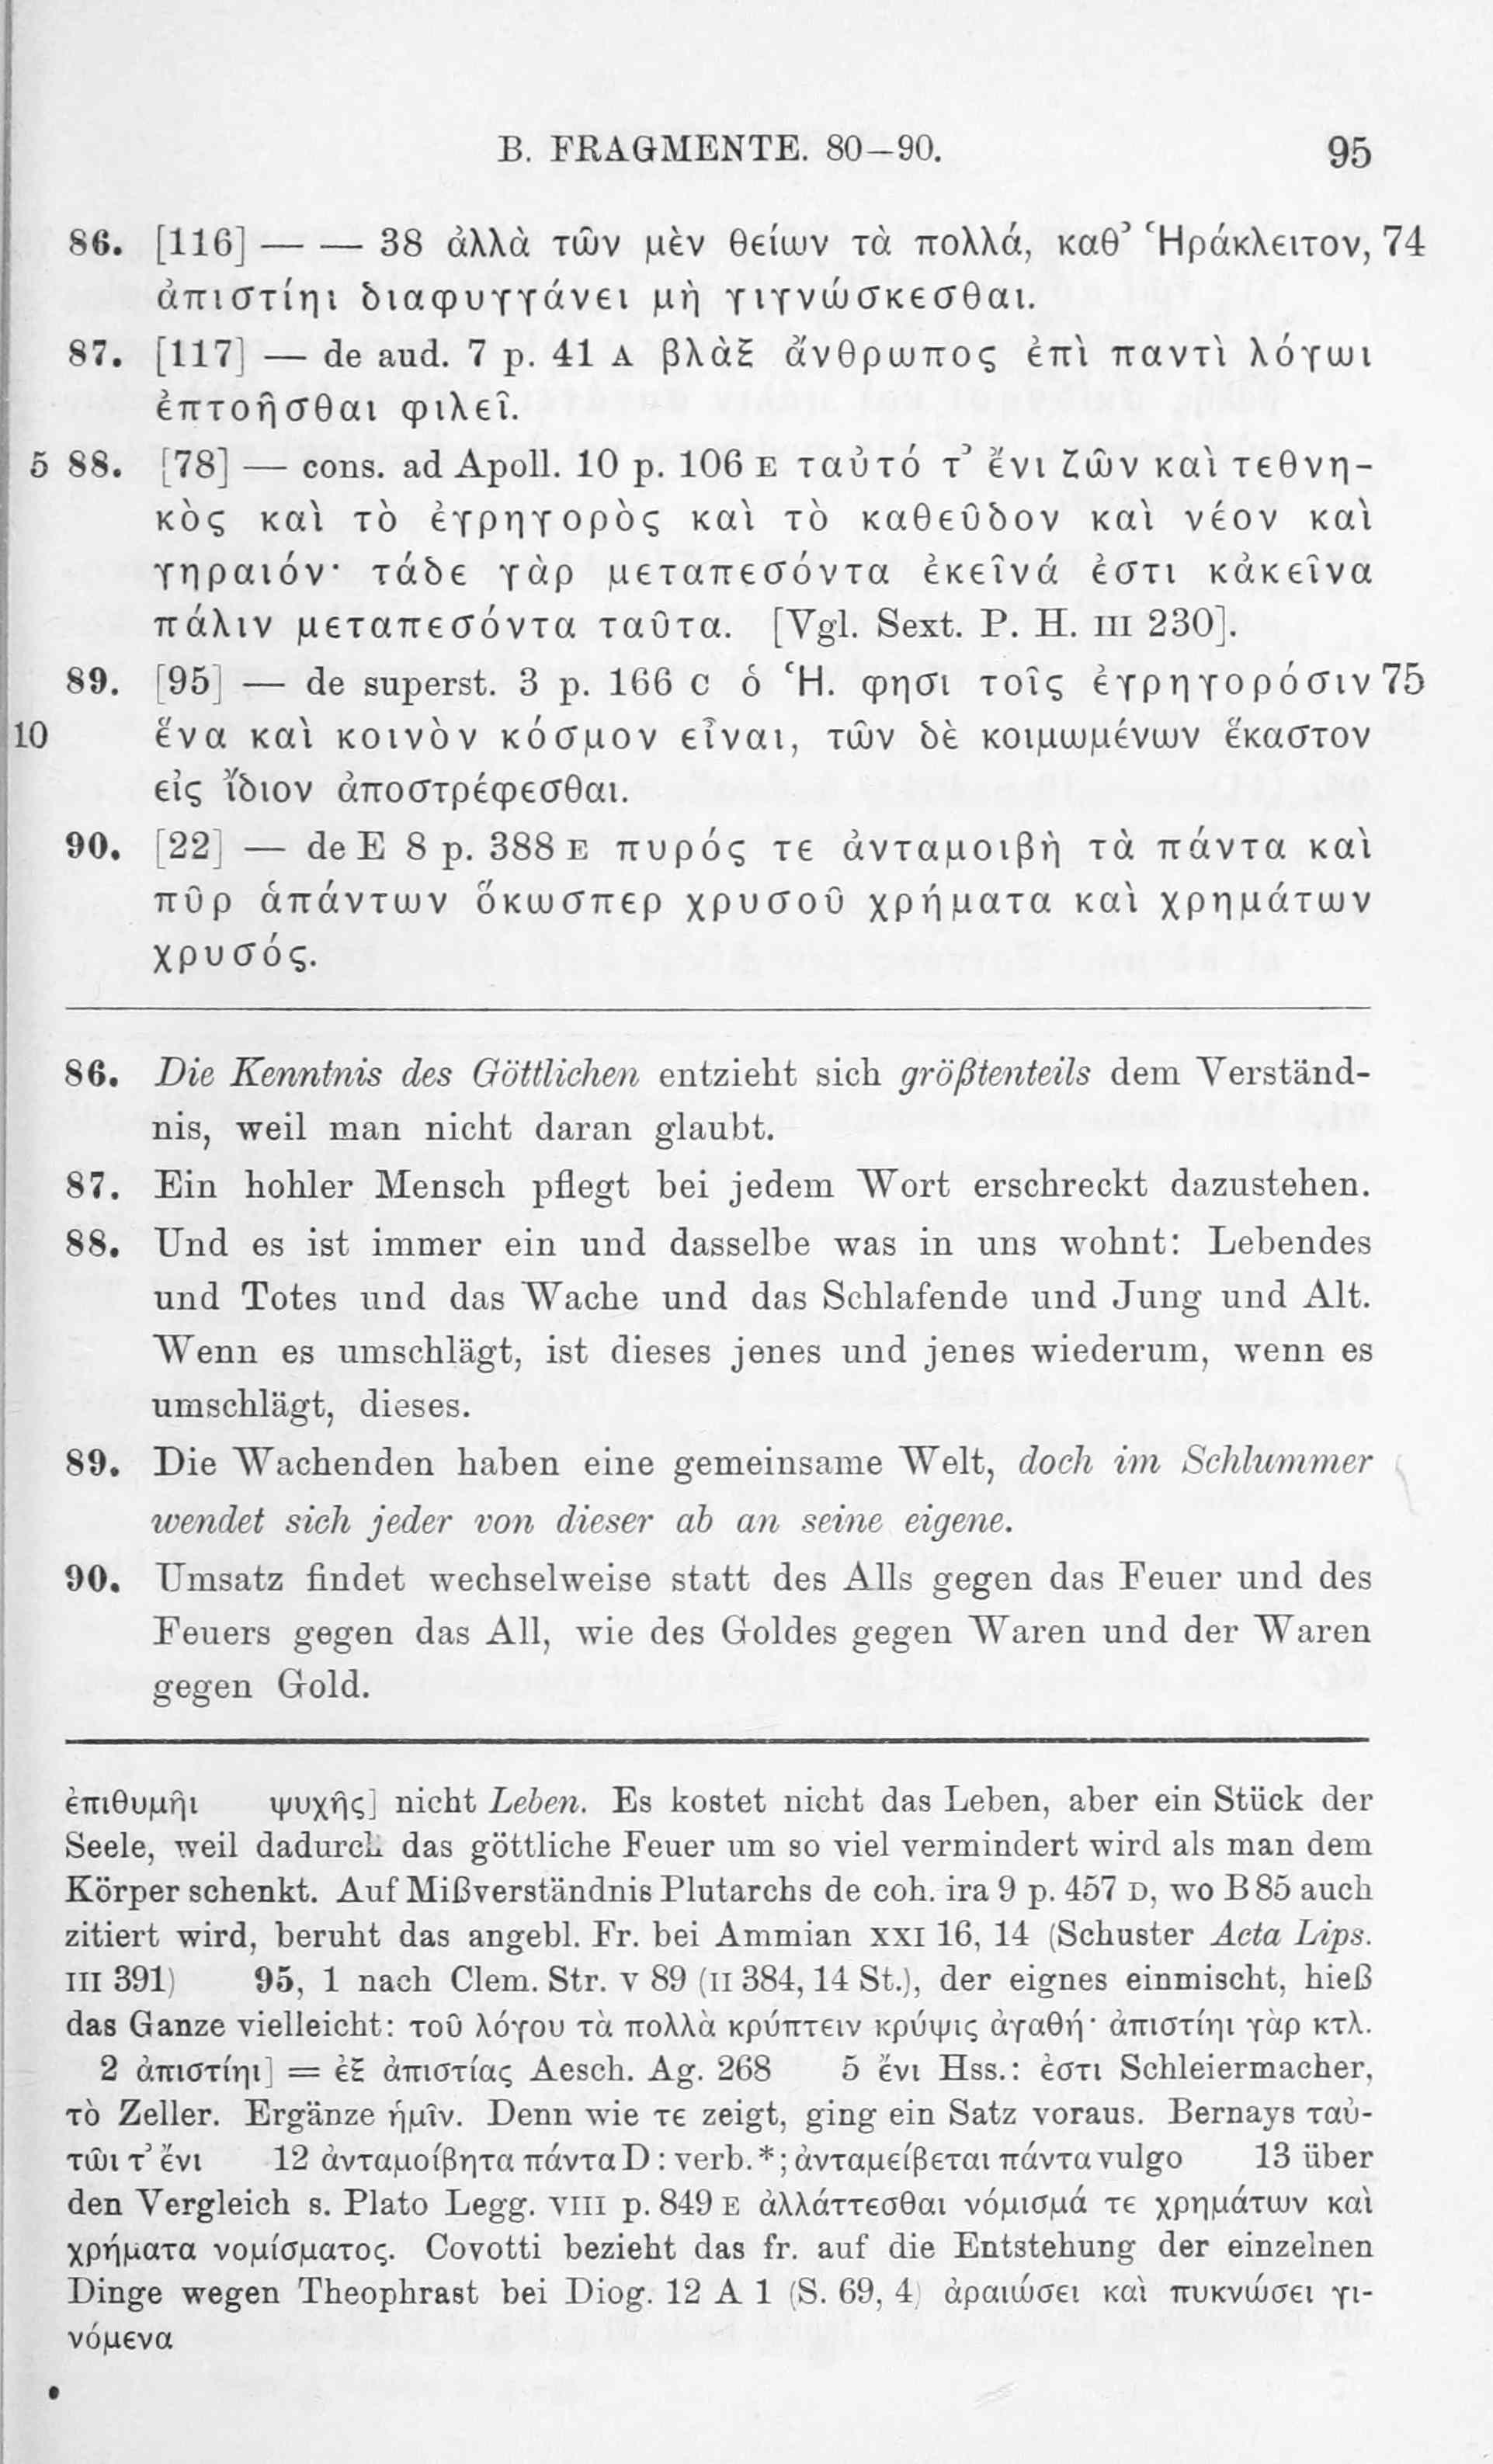 B. FRAGMENTE. 80—90. 95
86. [116] — — 38 ἀλλὰ τῶν μὲν θείων τὰ πολλά, καθ’ Ἡράκλειτον, 74
ἀπιστίηι διαφυγγάνει μὴ γιγνώσκεσθαι.
87. [117] — de aud. 7 p. 41 A βλὰξ ἄνθρωπος ἐπὶ παντὶ λόγωι
ἐπτοῆσθαι φιλεῖ.
5 88. [78] — cons. ad Apoll. 10 p. 106 E ταὐτό τ’ ἔνι ζῶν καὶ τεθνη-
κὸς καὶ τὸ ἐγρηγορὸς καὶ τὸ καθεῦδον καὶ νέον καὶ
γηραιόν· τάδε γὰρ μεταπεσόντα ἐκεῖνά ἐστι κἀκεῖνα
πάλιν μεταπεσόντα ταῦτα. [Vgl. Sext. P. H. III 230].
89. [95] — de superst. 3 p. 166 C ὁ Ἡ. φησι τοῖς ἐγρηγορόσιν 75
10 ἕνα καὶ κοινὸν κόσμον εἶναι, τῶν δὲ κοιμωμένων ἕκαστον
εἰς ἴδιον ἀποστρέφεσθαι.
90. [22] — de E 8 p. 388 E πυρός τε ἀνταμοιβὴ τὰ πάντα καὶ
πῦρ ἁπάντων ὅκωσπερ χρυσοῦ χρήματα καὶ χρημάτων
χρυσός.
86. Die Kenntnis des Göttlichen entzieht sich größtenteils dem Verständ-
nis, weil man nicht daran glaubt.
87. Ein hohler Mensch pflegt bei jedem Wort erschreckt dazustehen.
88. Und es ist immer ein und dasselbe was in uns wohnt: Lebendes
und Totes und das Wache und das Schlafende und Jung und Alt.
Wenn es umschlägt, ist dieses jenes und jenes wiederum, wenn es
umschlägt, dieses.
89. Die Wachenden haben eine gemeinsame Welt, doch im Schlummer
wendet sich jeder von dieser ab an seine eigene.
90. Umsatz findet wechselweise statt des Alls gegen das Feuer und des
Feuers gegen das All, wie des Goldes gegen Waren und der Waren
gegen Gold.
ἐπιθυμῆι ψυχῆς] nicht Leben. Es kostet nicht das Leben, aber ein Stück der
Seele, weil dadurch das göttliche Feuer um so viel vermindert wird als man dem
Körper schenkt. Auf Mißverständnis Plutarchs de coh. ira 9 p. 457 D, wo B 85 auch
zitiert wird, beruht das angebl. Fr. bei Ammian XXI 16, 14 (Schuster Acta Lips.
III 391) 95, 1 nach Clem. Str. V 89 (II 384, 14 St.), der eignes einmischt, hieß
das Ganze vielleicht: τοῦ λόγου τὰ πολλὰ κρύπτειν κρύψις ἀγαθή· ἀπιστίηι γὰρ κτλ.
2 ἀπιστίηι] = ἐξ ἀπιστίας Aesch. Ag. 268 5 ἔνι Hss.: ἐστι Schleiermacher,
τὸ Zeller. Ergänze ἡμῖν. Denn wie τε zeigt, ging ein Satz voraus. Bernays ταὐ-
τῶι τ’ ἔνι 12 ἀνταμοίβητα πάντα D : verb. *; ἀνταμείβεται πάντα vulgo 13 über
den Vergleich s. Plato Legg. VIII p. 849 E ἀλλάττεσθαι νόμισμά τε χρημάτων καὶ
χρήματα νομίσματος. Covotti bezieht das fr. auf die Entstehung der einzelnen
Dinge wegen Theophrast bei Diog. 12 A 1 (S. 69, 4) ἀραιώσει καὶ πυκνώσει γι-
νόμενα